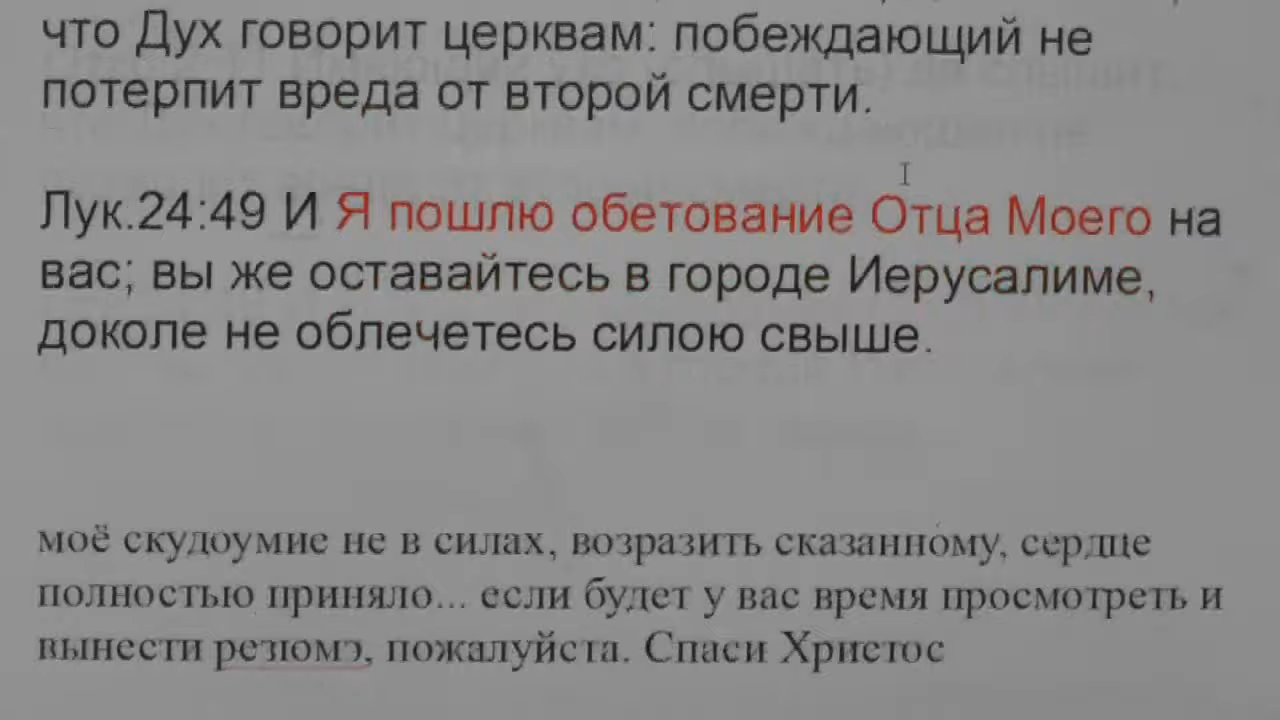 что Дух говорит церквам: побеждающий не
потерпит вреда от второй смерти.
Лук.24:49 И Я пошлю обетование Отца Моего на
вас; вы же оставайтесь в городе Иерусалиме,
доколе не облечетесь силою свыше.
моё скудоумие не в силах, возразить сказанному, сердце
полностью приняло... если будет у вас время просмотреть и
вынести резюмэ, пожалуйста. Спаси Христос